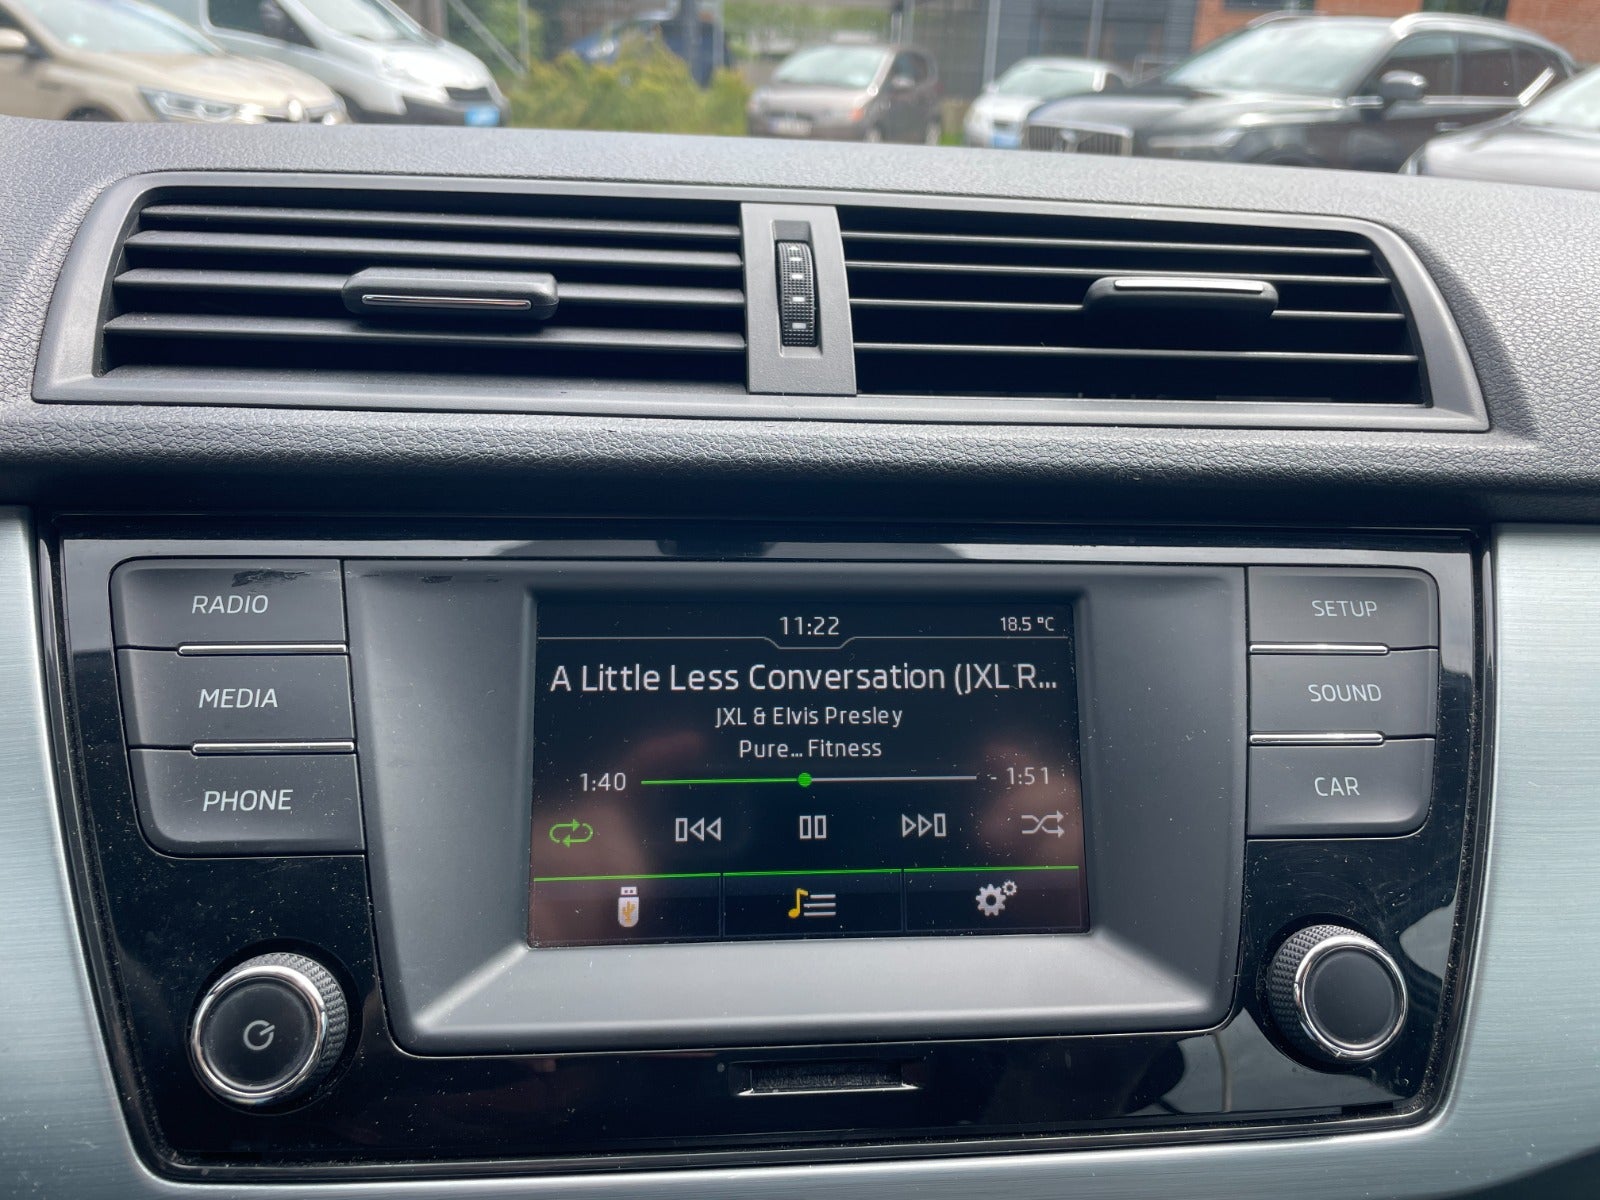 RADIO
MEDIA
PHONE
11:22
18.5 °C
A Little Less Conversation (JXL R...
JXL & Elvis Presley
Pure... Fitness
1:40
- 1:51
SETUP
SOUND
CAR